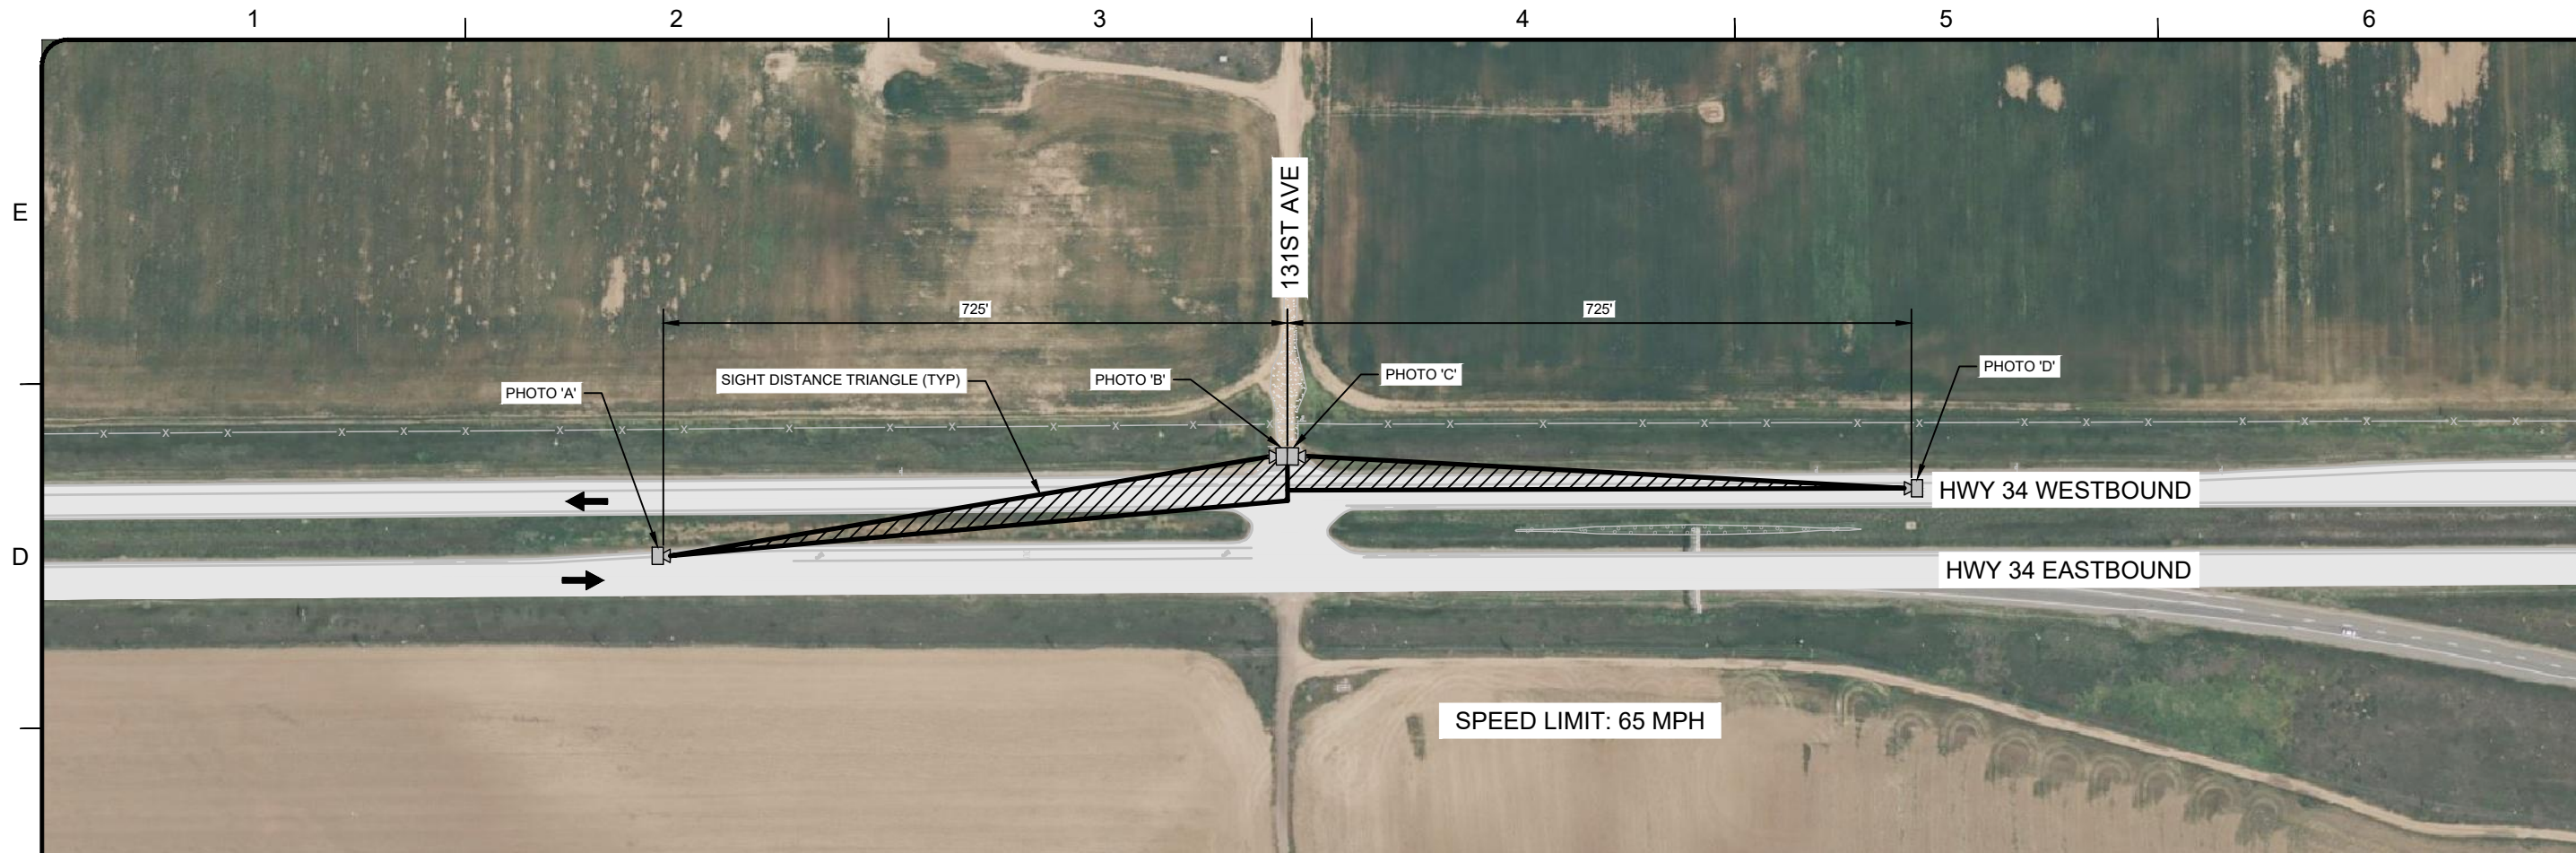 1 2 3 4 5 6
E
131ST AVE
725' 725'
PHOTO 'A' SIGHT DISTANCE TRIANGLE (TYP) PHOTO 'B' PHOTO 'C' PHOTO 'D'
X X X X X X X X X X X X X X X X X X X X X X X X X X X X
HWY 34 WESTBOUND
D
HWY 34 EASTBOUND
SPEED LIMIT: 65 MPH